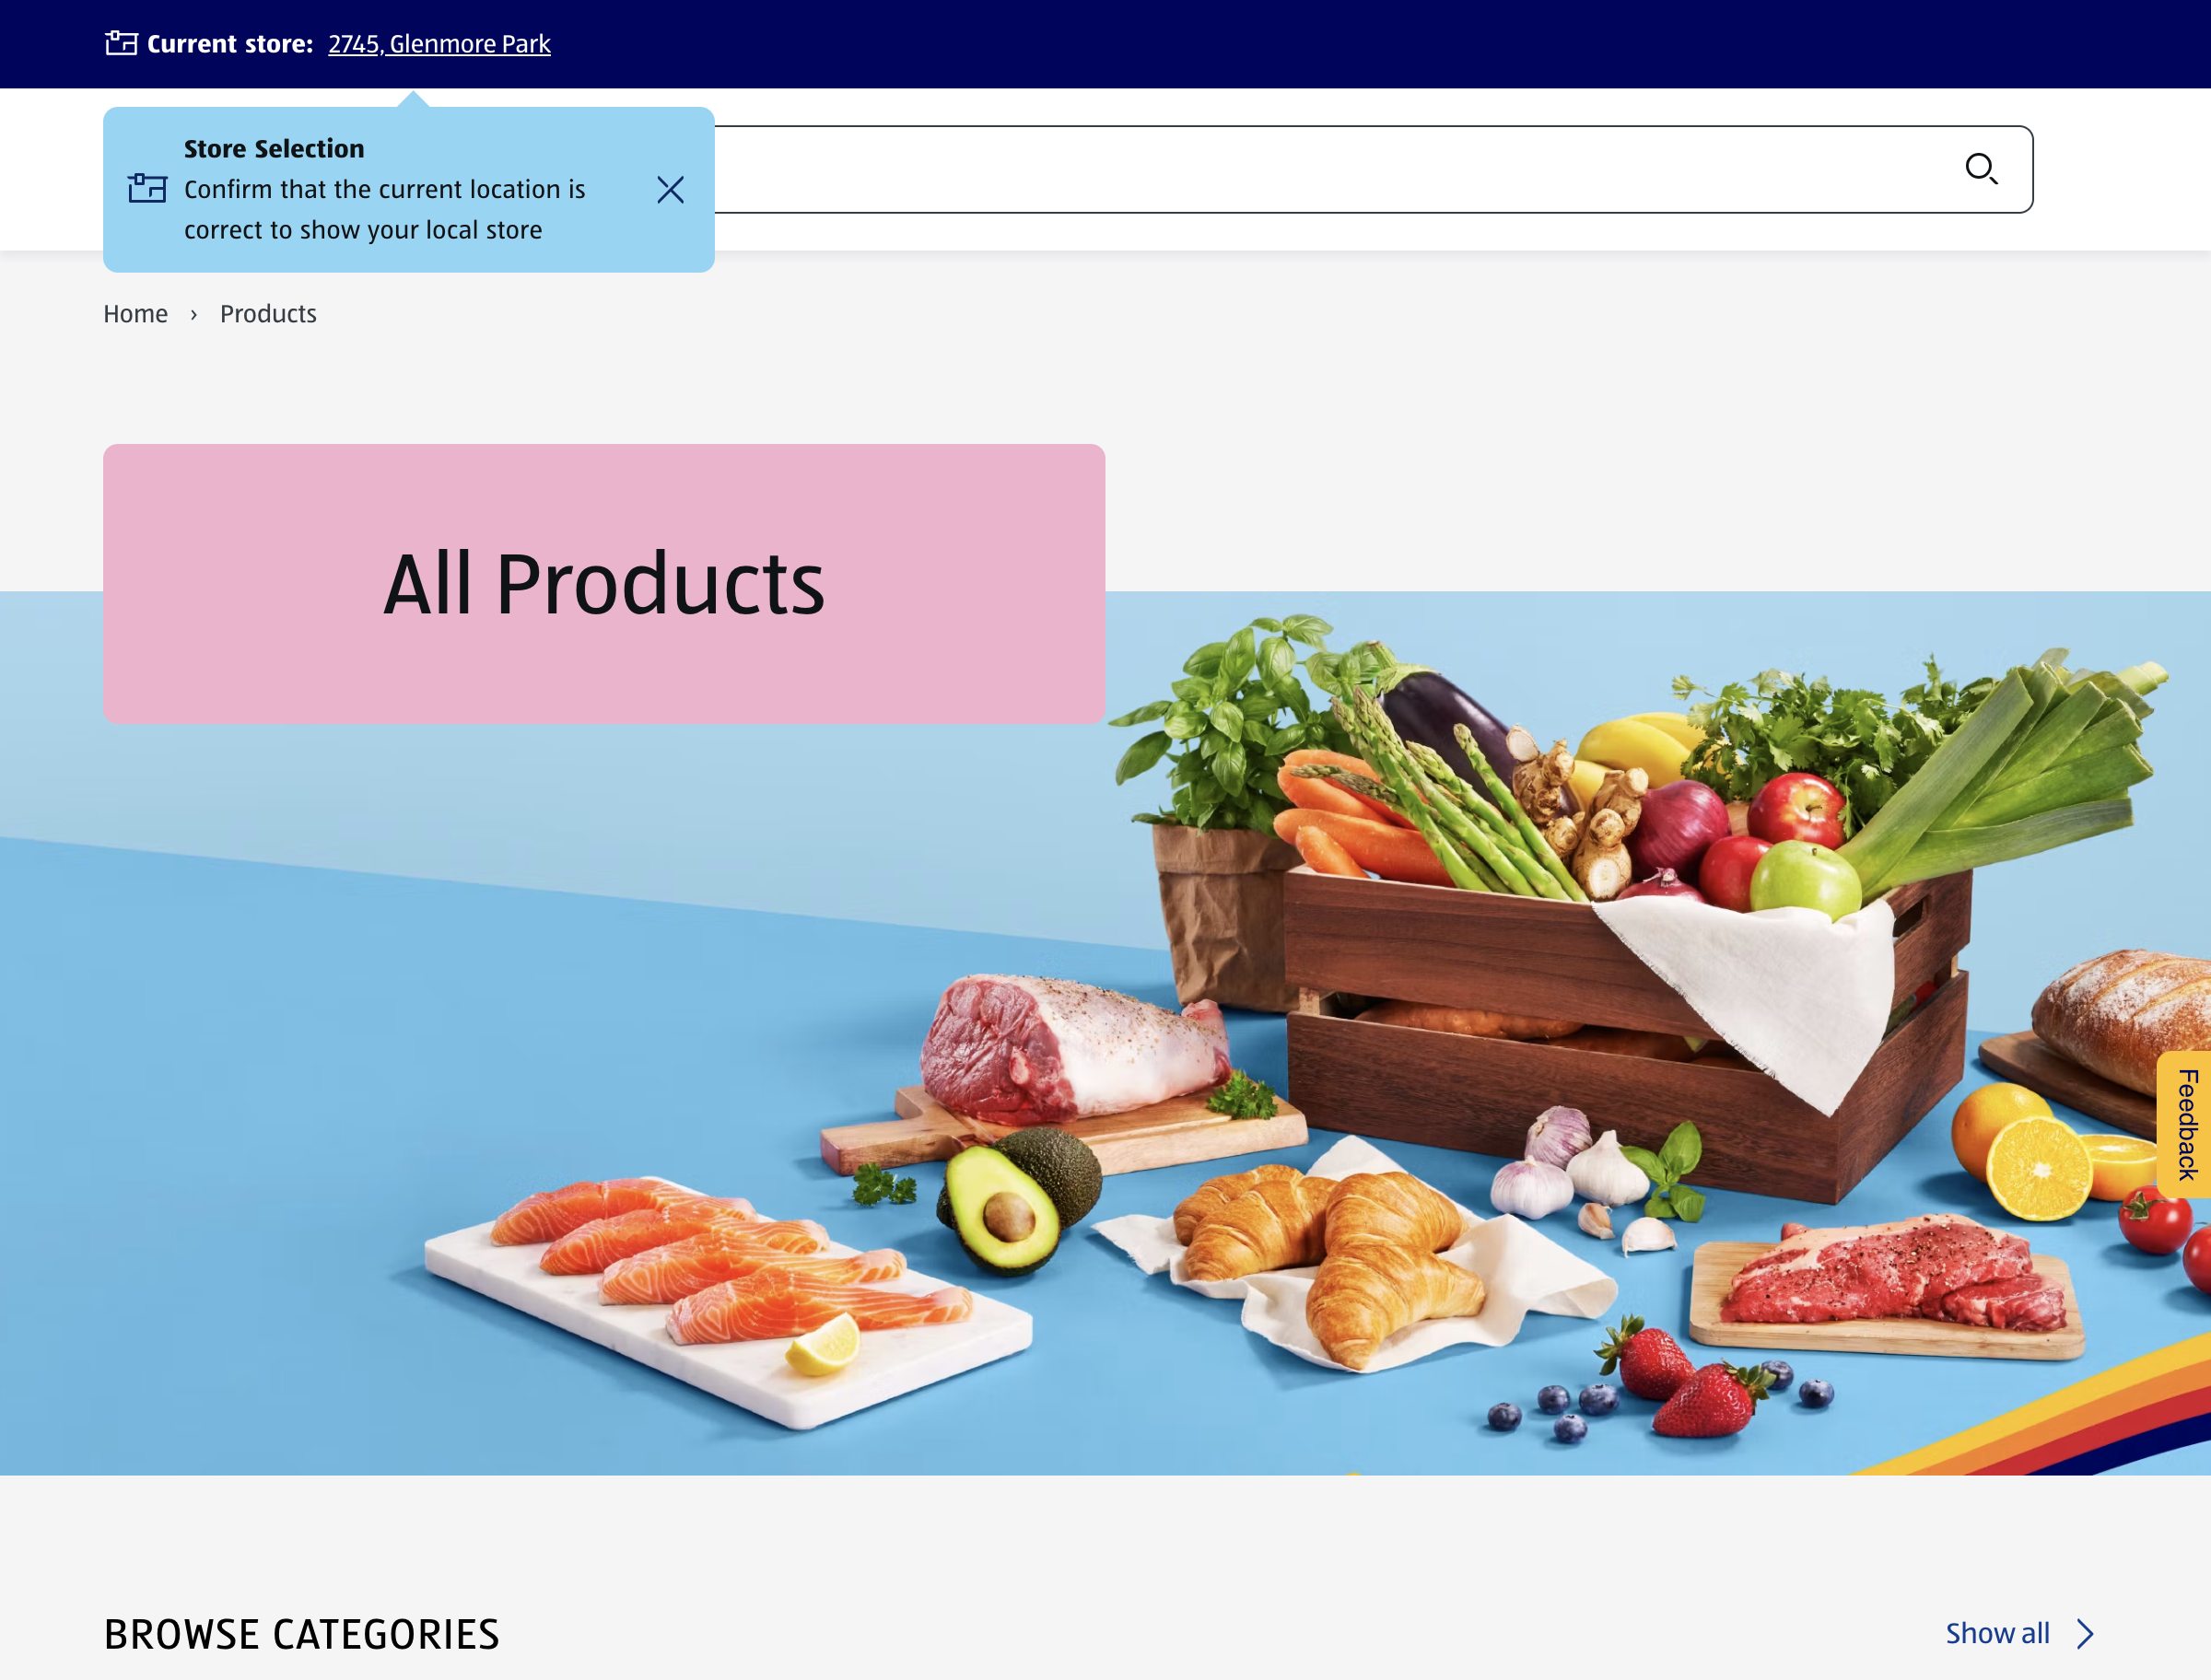 Current store: 2745, Glenmore Park
Store Selection
Confirm that the current location is
correct to show your local store
Home › Products
All Products
Feedback
BROWSE CATEGORIES
Show all